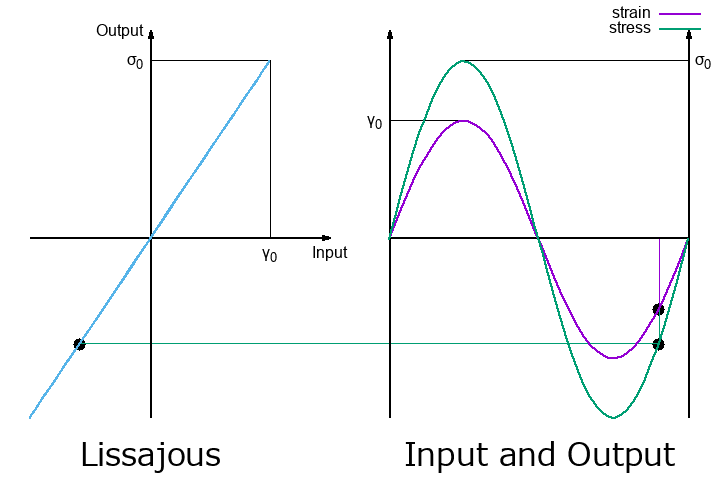 strain
stress
Output
σ₀
σ₀
γ₀
γ₀
Input
Lissajous
Input and Output